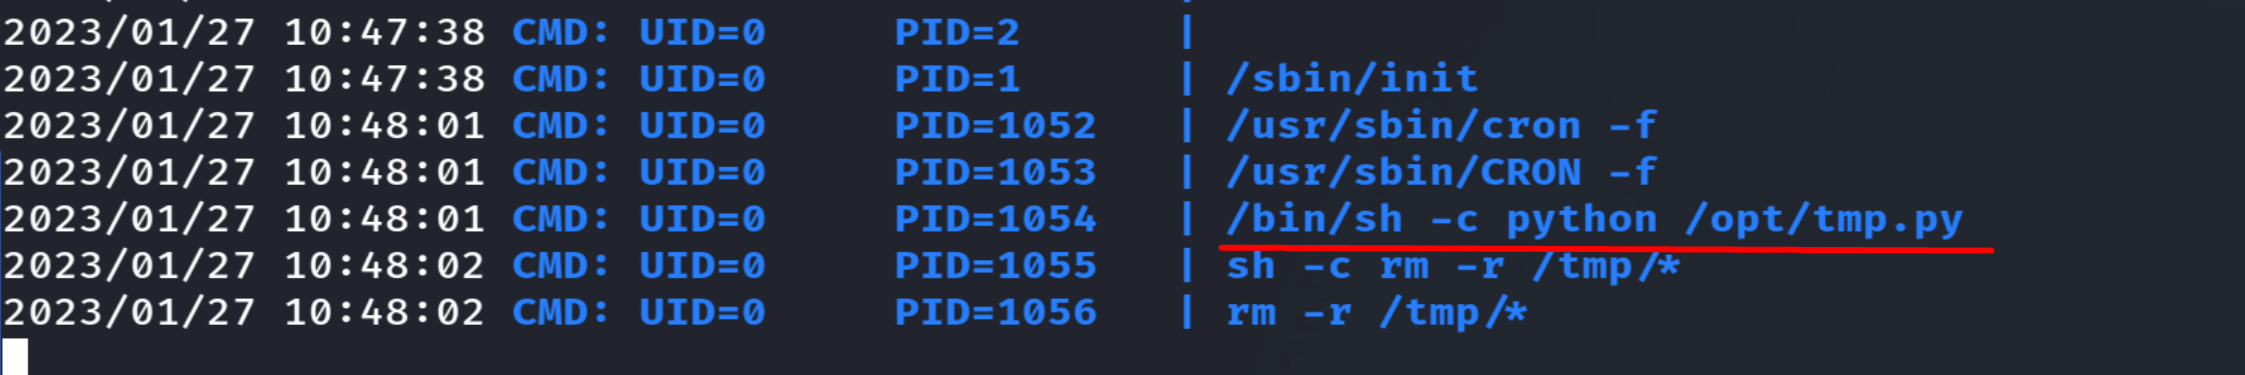 2023/01/27 10:47:38 CMD: UID=0     PID=2      |
2023/01/27 10:47:38 CMD: UID=0     PID=1      | /sbin/init
2023/01/27 10:48:01 CMD: UID=0     PID=1052   | /usr/sbin/cron -f
2023/01/27 10:48:01 CMD: UID=0     PID=1053   | /usr/sbin/CRON -f
2023/01/27 10:48:01 CMD: UID=0     PID=1054   | /bin/sh -c python /opt/tmp.py
2023/01/27 10:48:02 CMD: UID=0     PID=1055   | sh -c rm -r /tmp/*
2023/01/27 10:48:02 CMD: UID=0     PID=1056   | rm -r /tmp/*